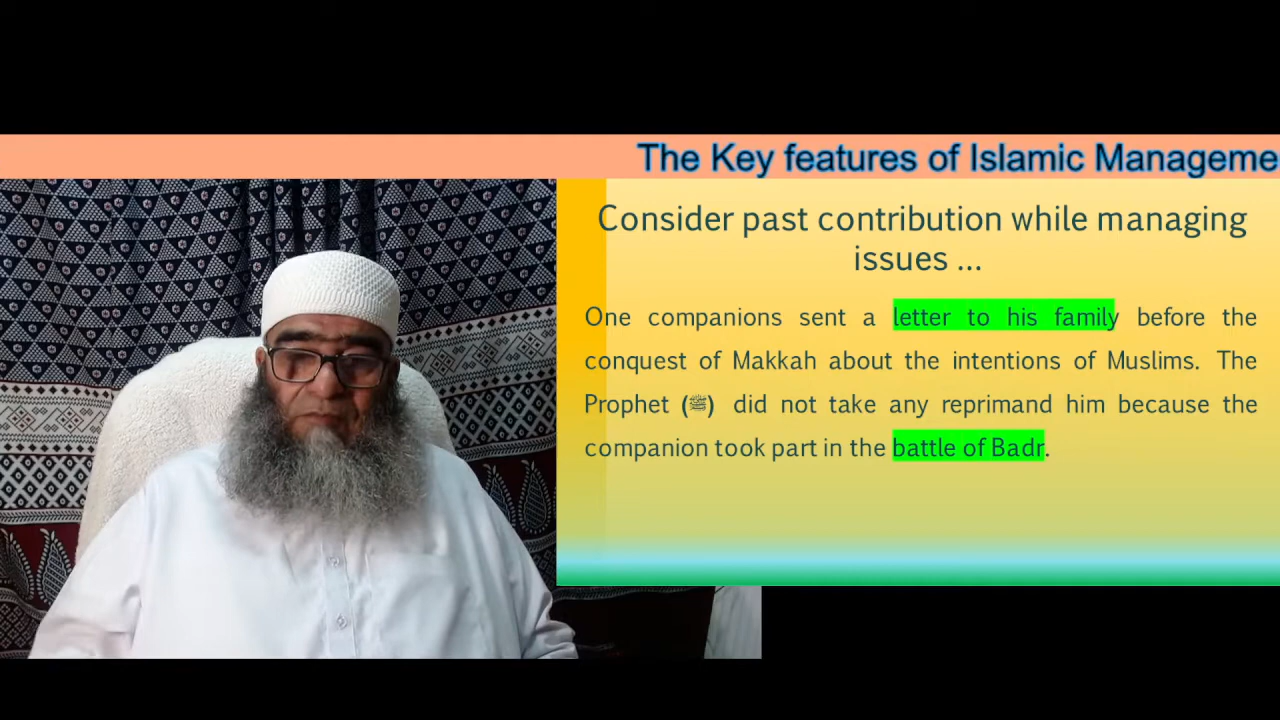 The Key features of Islamic Manageme
Consider past contribution while managing
issues ...
One companions sent a letter to his family before the
conquest of Makkah about the intentions of Muslims. The
Prophet (ﷺ) did not take any reprimand him because the
companion took part in the battle of Badr.